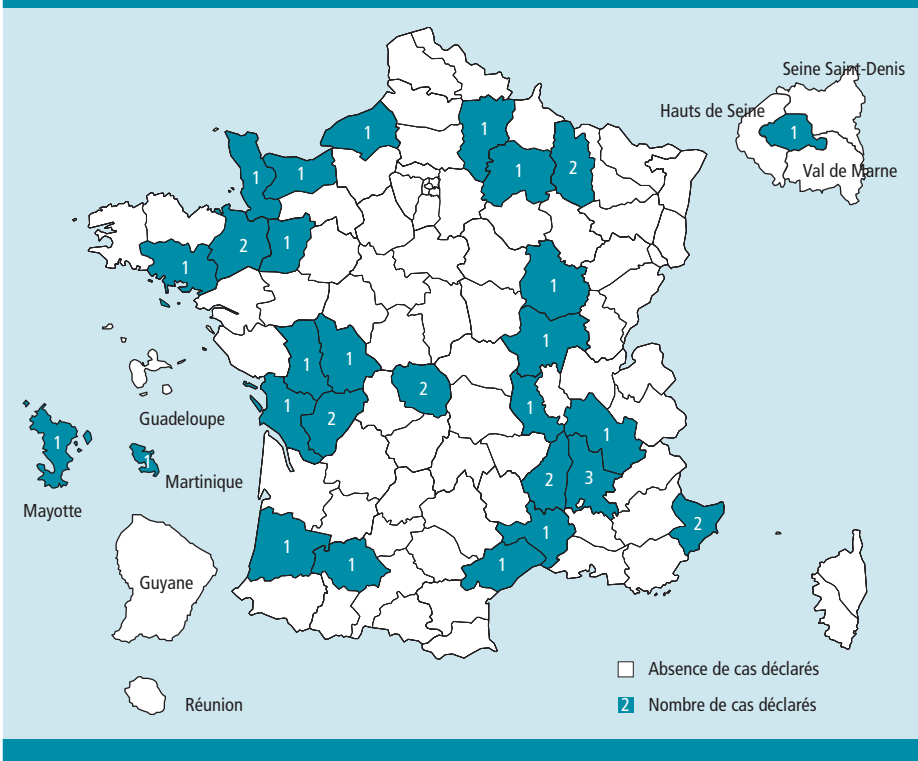 Seine Saint-Denis
Hauts de Seine
1
1
1
1
Val de Marne
1
2
1
1
2
1
1
1
1
1
1
2
1
1
2
Guadeloupe
1
1
2
3
1
Martinique
Mayotte
2
1
1
1
1
Guyane
Absence de cas déclarés
2 Nombre de cas déclarés
Réunion